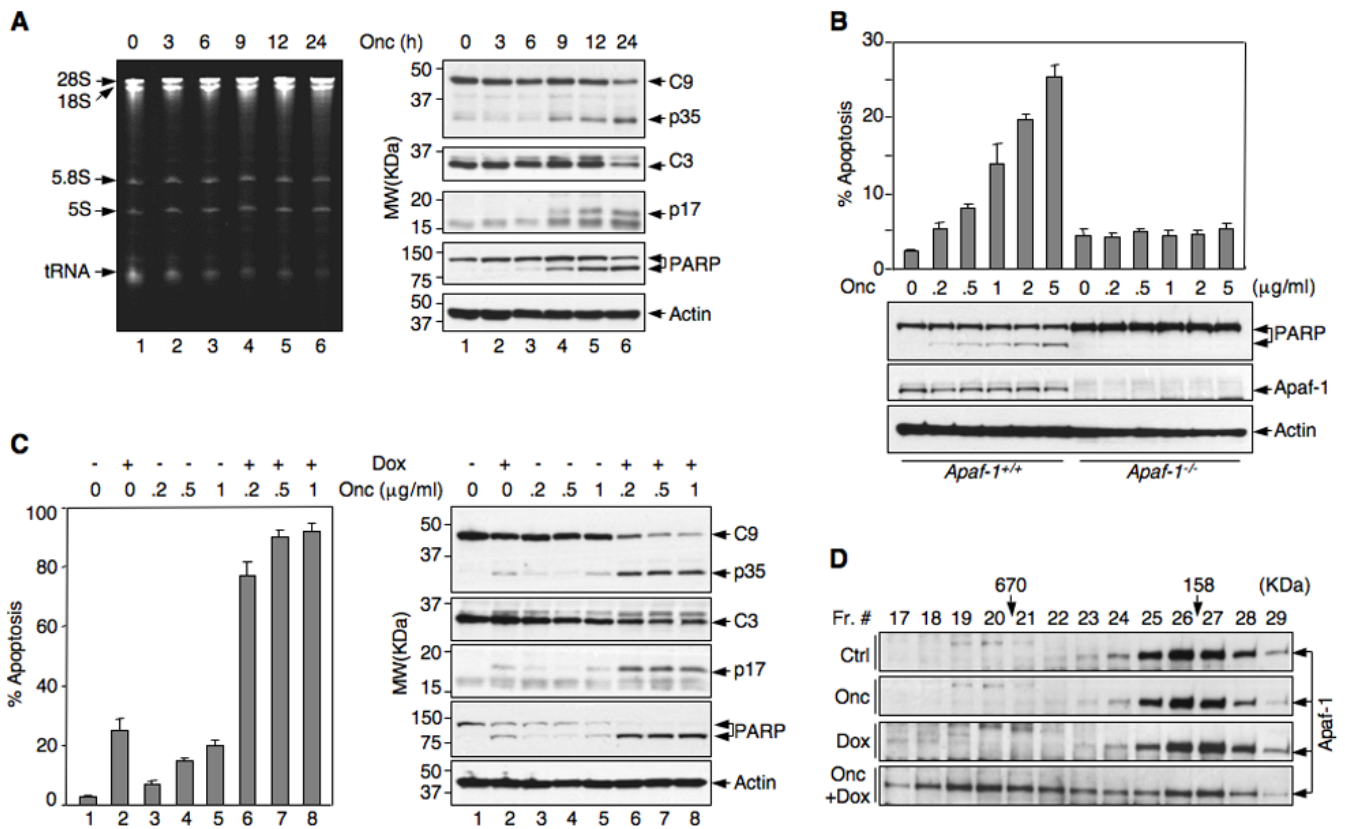 A
0 3 6 9 12 24 Onc (h) 0 3 6 9 12 24
28S
18S
5.8S
5S
tRNA
1 2 3 4 5 6
MW(KDa)
50
37
C9
p35
37
C3
20
15
p17
150
75
PARP
50
37
Actin
1 2 3 4 5 6
B
% Apoptosis
30
20
10
0
Onc 0 .2 .5 1 2 5 0 .2 .5 1 2 5 (µg/ml)
PARP
Apaf-1
Actin
Apaf-1+/+ Apaf-1-/-
C
- + - - - + + + Dox - + - - - + + +
0 0 .2 .5 1 .2 .5 1 Onc (µg/ml) 0 0 .2 .5 1 .2 .5 1
% Apoptosis
100
80
60
40
20
0
1 2 3 4 5 6 7 8
MW(KDa)
50
37
C9
p35
37
C3
20
15
p17
150
75
PARP
50
37
Actin
1 2 3 4 5 6 7 8
D
670 158 (KDa)
Fr. # 17 18 19 20 21 22 23 24 25 26 27 28 29
Ctrl
Onc
Dox
Onc
+Dox
Apaf-1